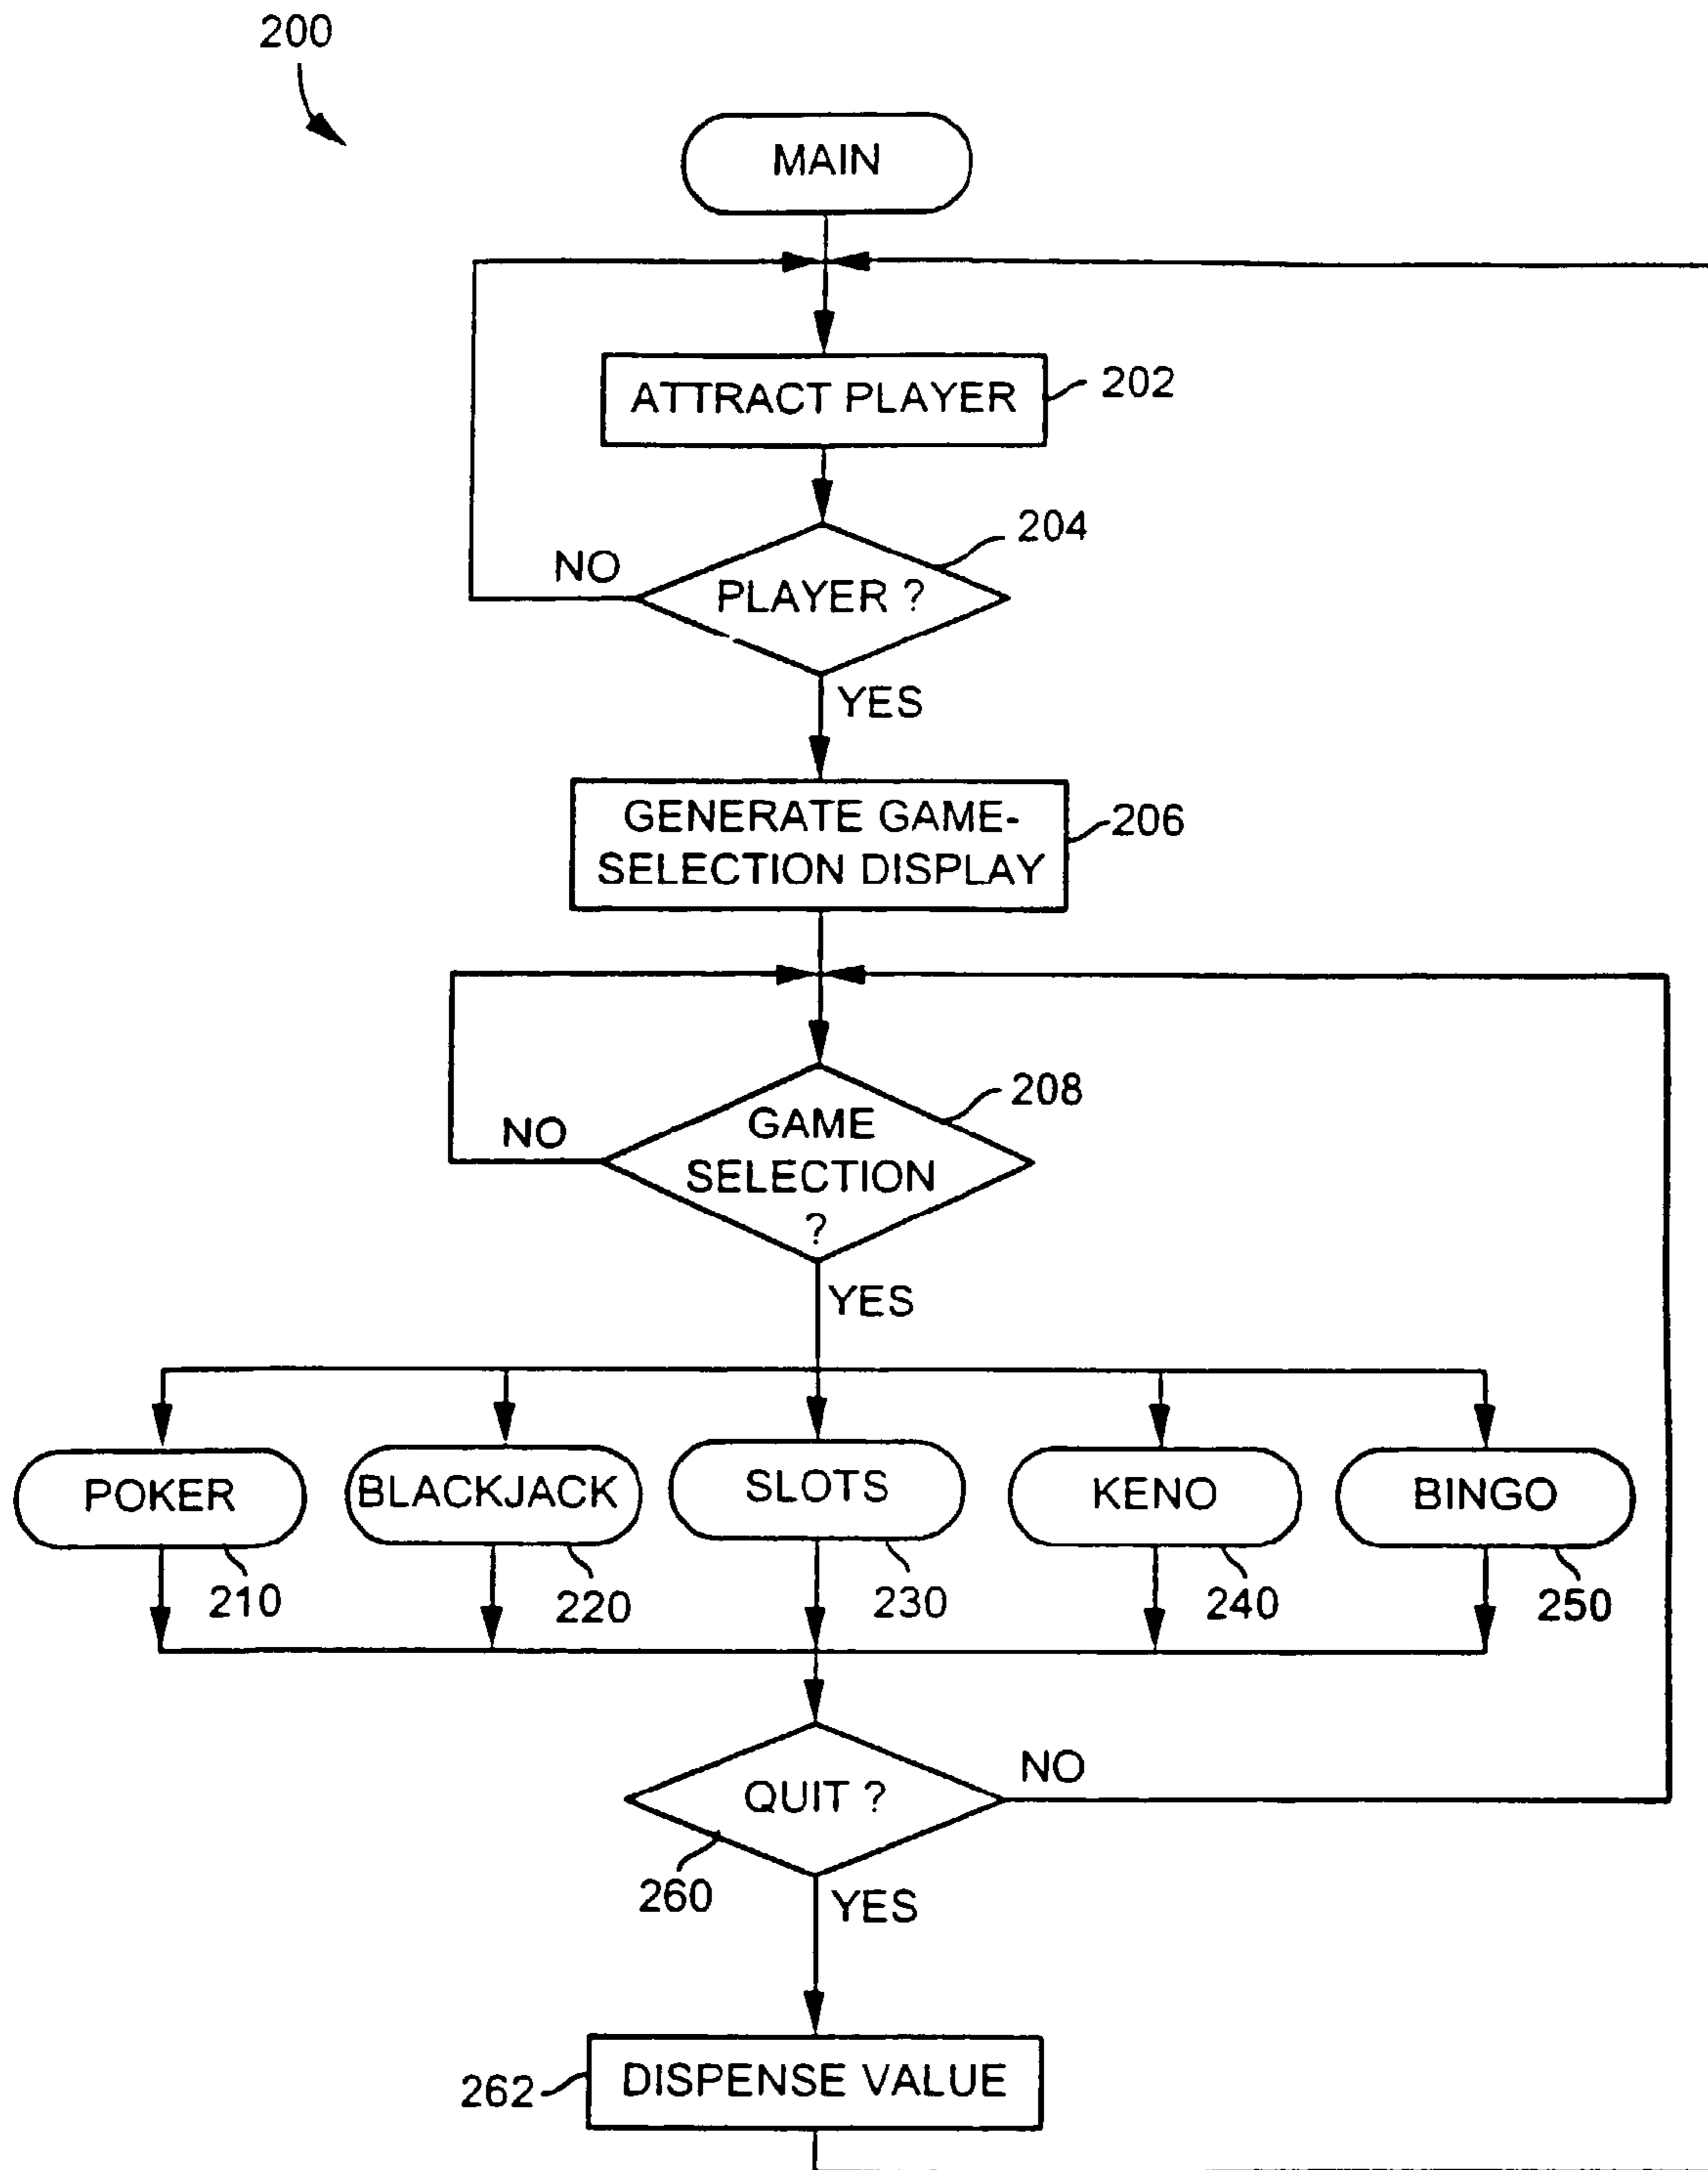 200
MAIN
ATTRACT PLAYER
202
204
NO
PLAYER ?
YES
GENERATE GAME-
SELECTION DISPLAY
206
208
NO
GAME
SELECTION
?
YES
POKER
BLACKJACK
SLOTS
KENO
BINGO
210
220
230
240
250
QUIT ?
NO
260
YES
262
DISPENSE VALUE